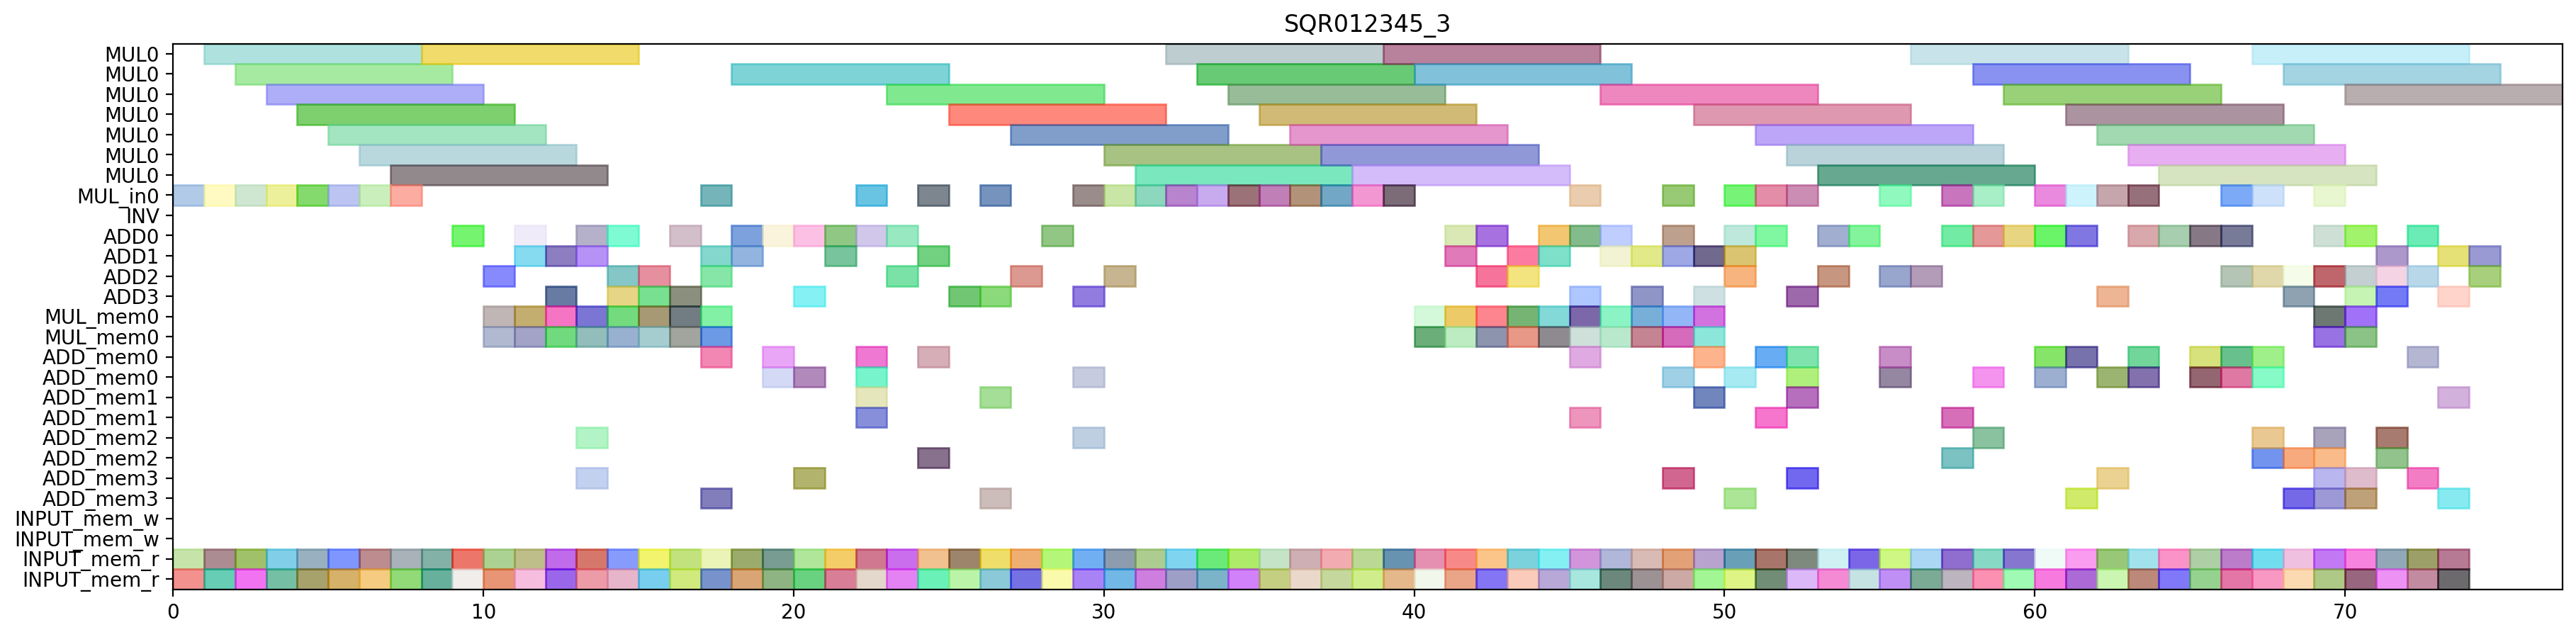 SQR012345_3
MUL0
MUL0
MUL0
MUL0
MUL0
MUL0
MUL0
MUL_in0
INV
ADD0
ADD1
ADD2
ADD3
MUL_mem0
MUL_mem0
ADD_mem0
ADD_mem0
ADD_mem1
ADD_mem1
ADD_mem2
ADD_mem2
ADD_mem3
ADD_mem3
INPUT_mem_w
INPUT_mem_w
INPUT_mem_r
INPUT_mem_r
0 10 20 30 40 50 60 70